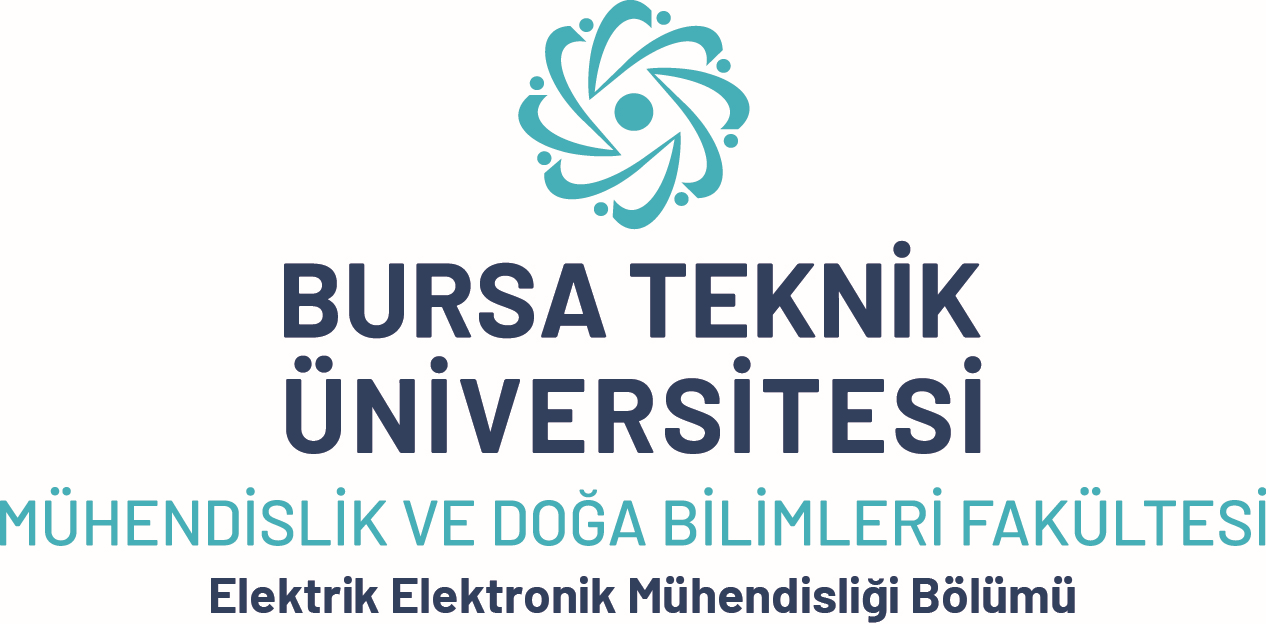 BURSA TEKNİK
ÜNİVERSİTESİ
MÜHENDİSLİK VE DOĞA BİLİMLERİ FAKÜLTESİ
Elektrik Elektronik Mühendisliği Bölümü